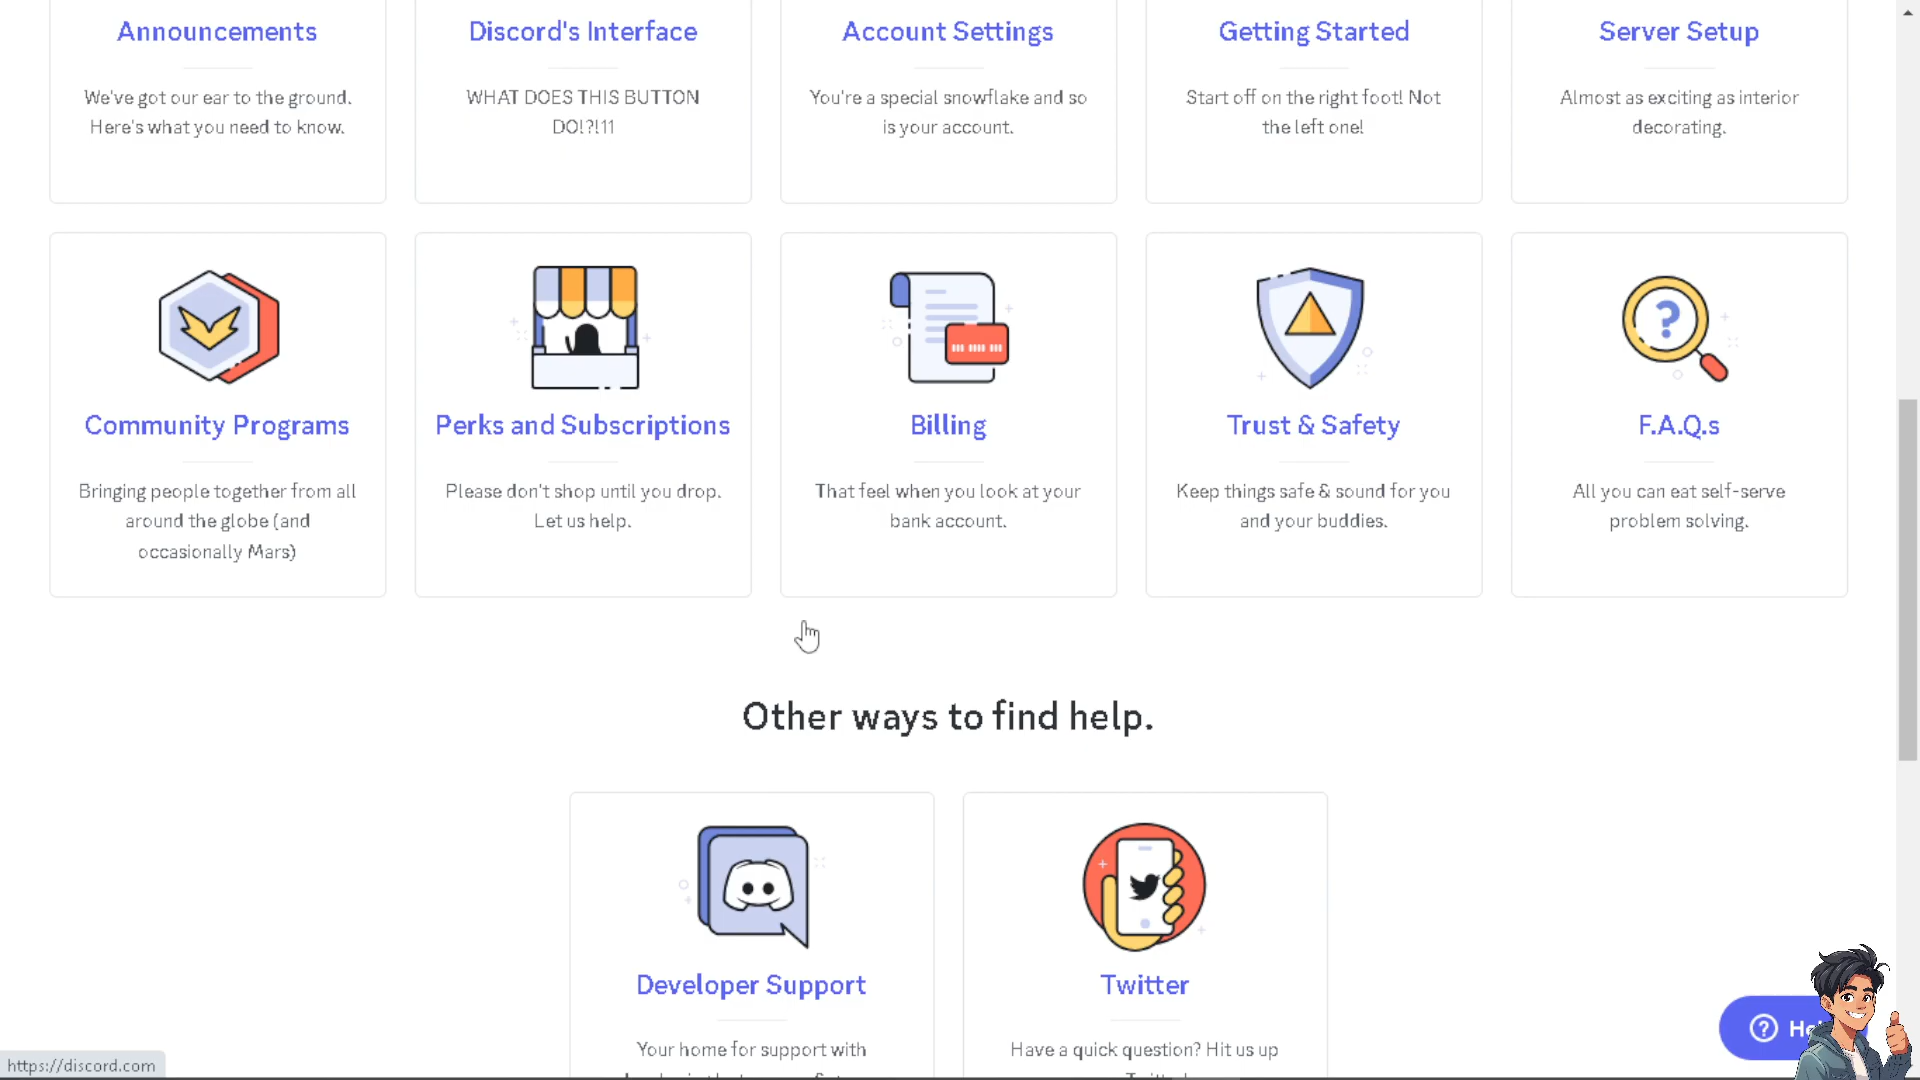 Announcements
We've got our ear to the ground.
Here's what you need to know.
Discord's Interface
WHAT DOES THIS BUTTON
DO!?!11
Account Settings
You're a special snowflake and so
is your account.
Getting Started
Start off on the right foot! Not
the left one!
Server Setup
Almost as exciting as interior
decorating.
Community Programs
Bringing people together from all
around the globe (and
occasionally Mars)
Perks and Subscriptions
Please don't shop until you drop.
Let us help.
Billing
That feel when you look at your
bank account.
Trust & Safety
Keep things safe & sound for you
and your buddies.
?
F.A.Q.s
All you can eat self-serve
problem solving.
Other ways to find help.
Developer Support
Your home for support with
Twitter
Have a quick question? Hit us up
?
https://discord.com